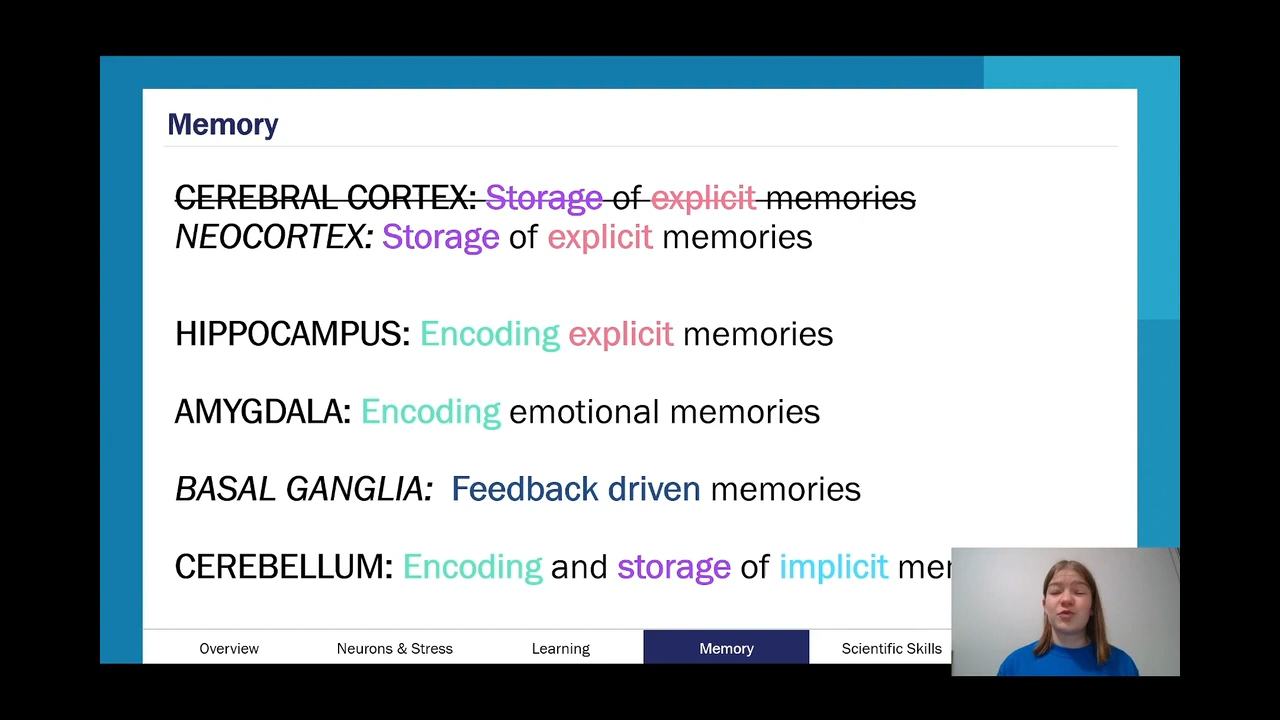 Memory
CEREBRAL CORTEX: Storage of explicit memories
NEOCORTEX: Storage of explicit memories
HIPPOCAMPUS: Encoding explicit memories
AMYGDALA: Encoding emotional memories
BASAL GANGLIA: Feedback driven memories
CEREBELLUM: Encoding and storage of implicit
Overview Neurons & Stress Learning Memory Scientific Skills